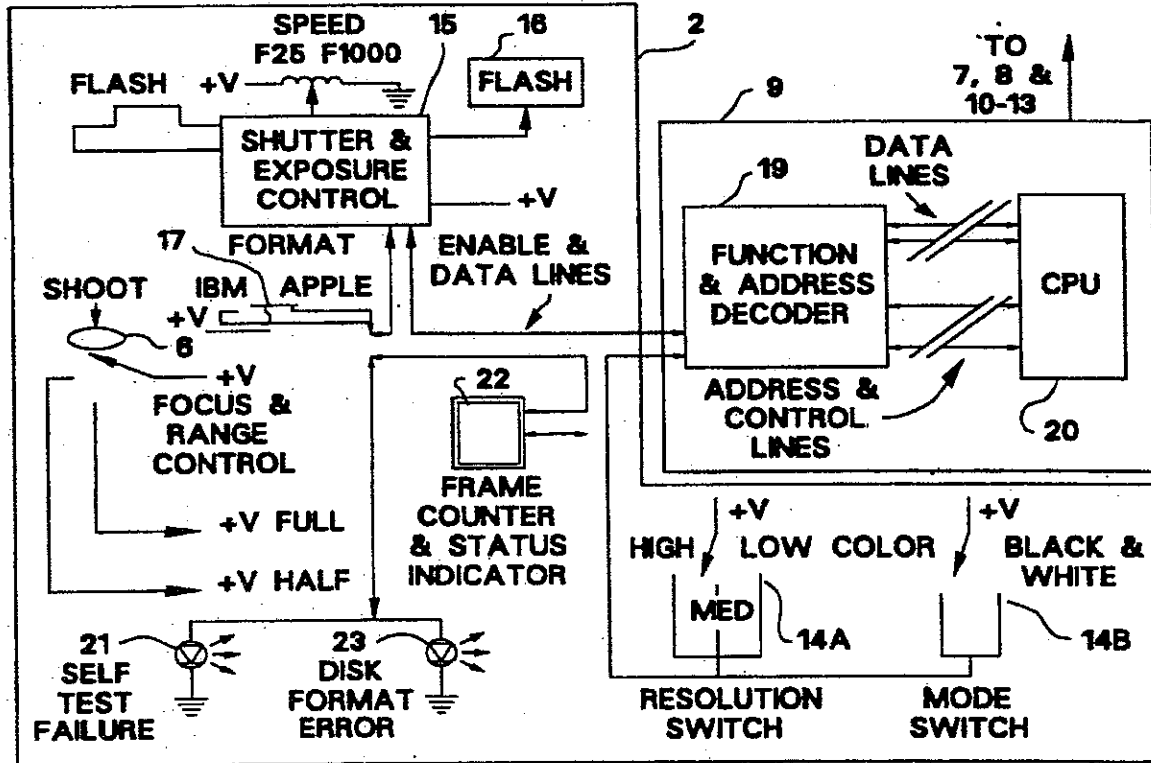 SPEED
F25 F1000
15
16
2
TO
7, 8 &
10-13
FLASH
+V
FLASH
9
SHUTTER &
EXPOSURE
CONTROL
+V
19
DATA
LINES
17
FORMAT
IBM APPLE
ENABLE &
DATA LINES
FUNCTION
& ADDRESS
DECODER
CPU
SHOOT
+V
6
+V
FOCUS &
RANGE
CONTROL
22
ADDRESS &
CONTROL
LINES
20
FRAME
COUNTER
& STATUS
INDICATOR
+V FULL
+V HALF
+V
HIGH
LOW
COLOR
+V
BLACK &
WHITE
MED
14A
14B
21
SELF
TEST
FAILURE
23
DISK
FORMAT
ERROR
RESOLUTION
SWITCH
MODE
SWITCH